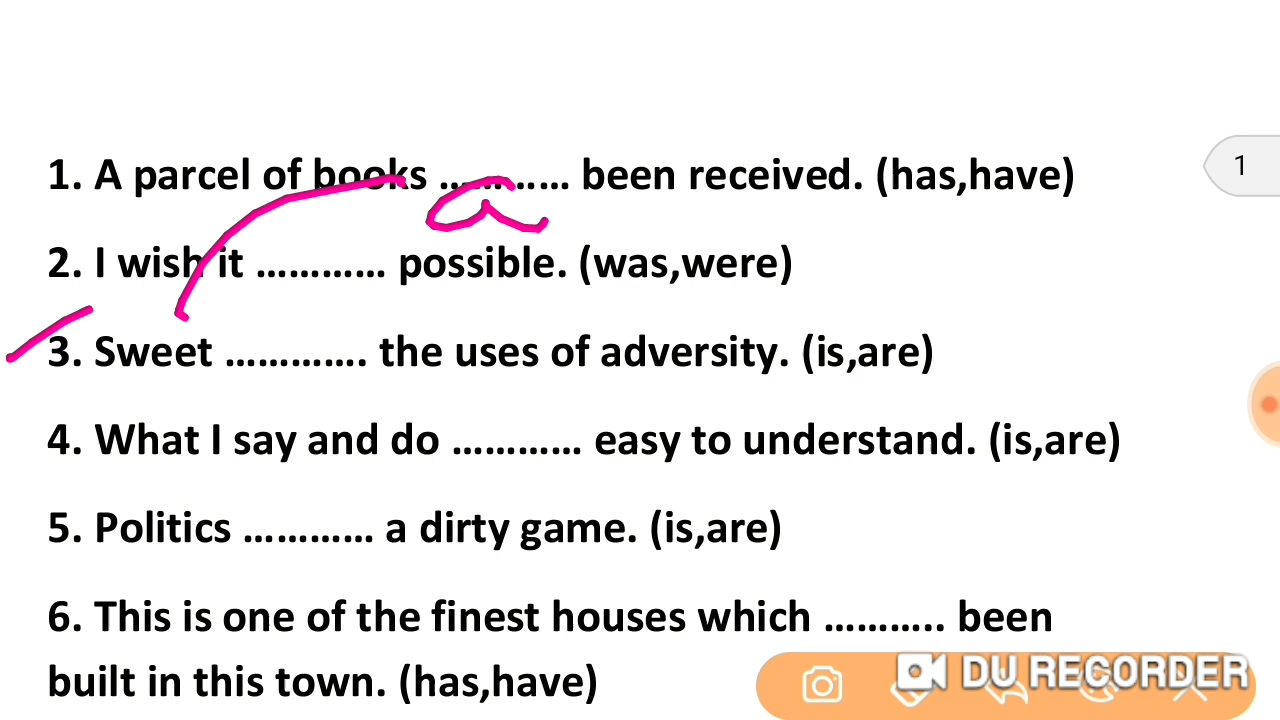 1. A parcel of books ............ been received. (has,have)
1
2. I wish it ............ possible. (was,were)
3. Sweet ............. the uses of adversity. (is,are)
4. What I say and do ............ easy to understand. (is,are)
5. Politics ............ a dirty game. (is,are)
6. This is one of the finest houses which ........... been
built in this town. (has,have)
DU RECORDER